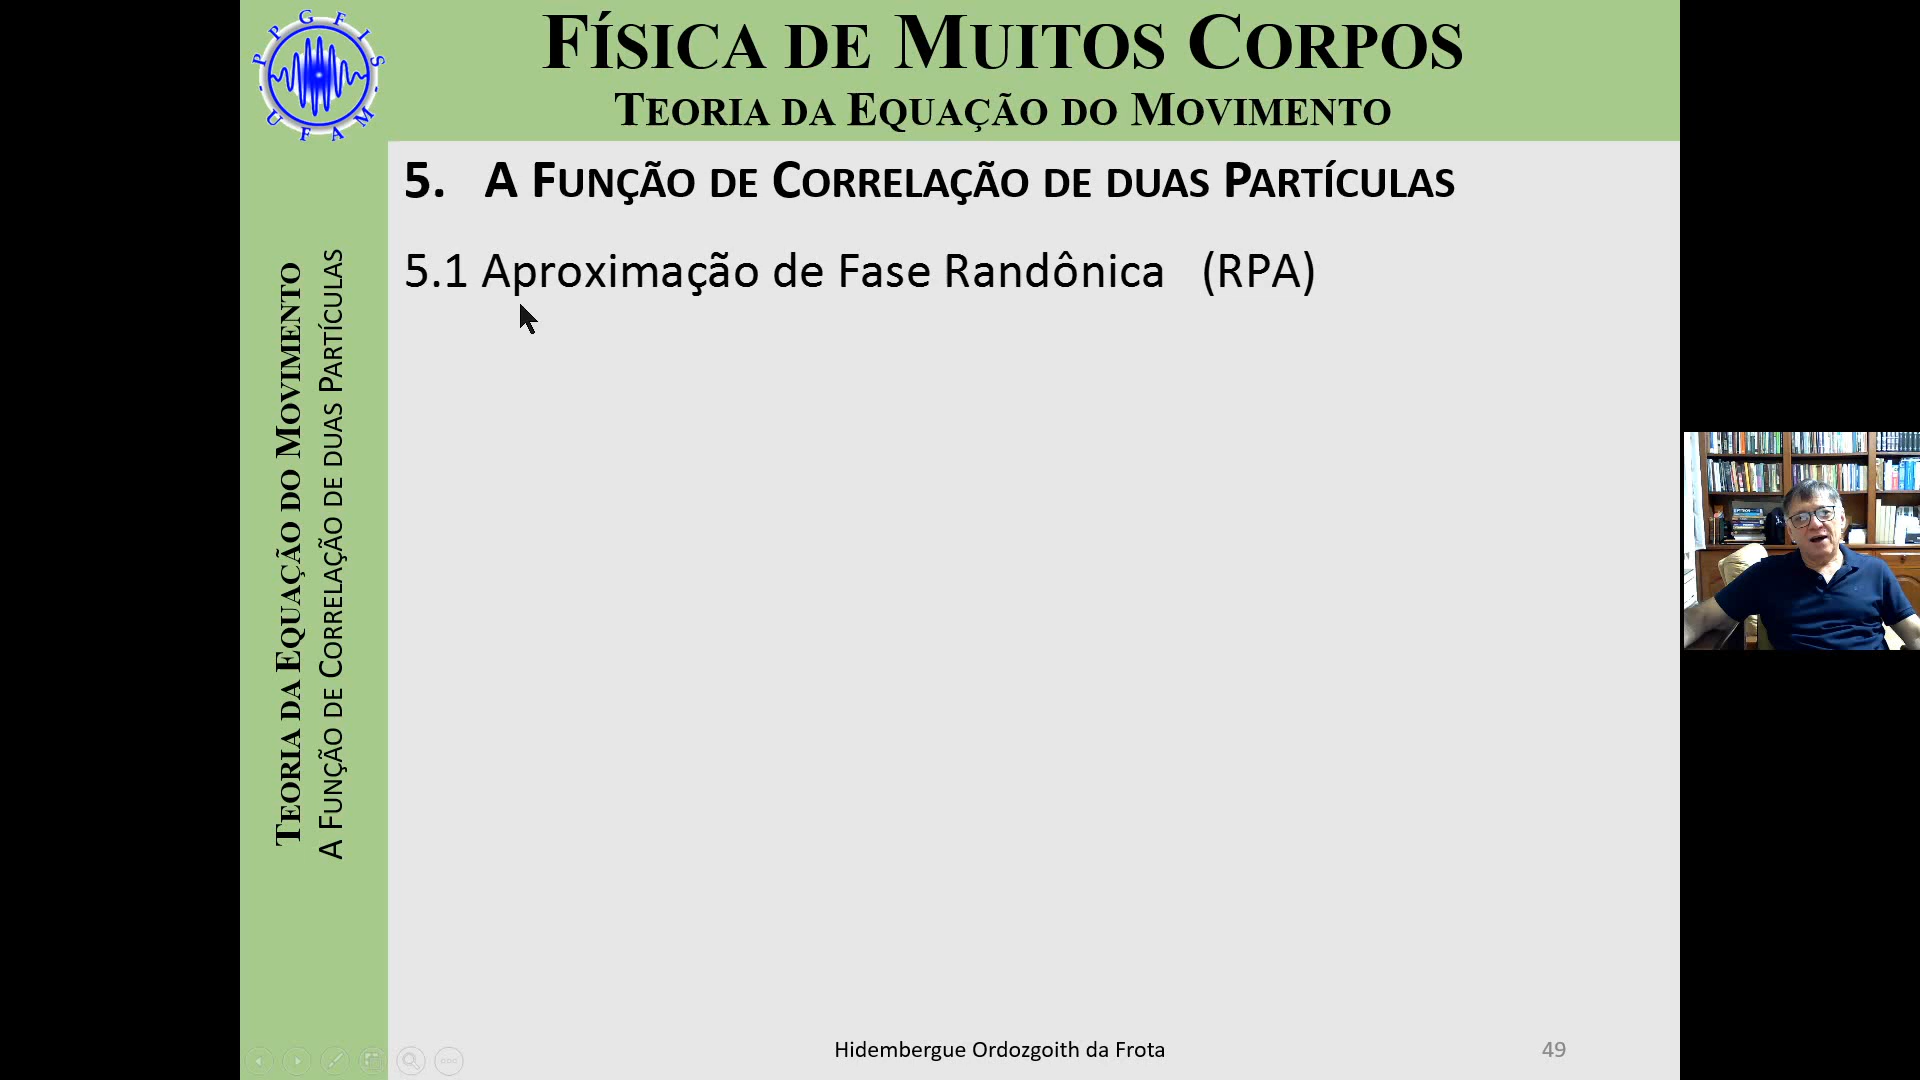 PPGFIS - UFAM -
FÍSICA DE MUITOS CORPOS
TEORIA DA EQUAÇÃO DO MOVIMENTO
TEORIA DA EQUAÇÃO DO MOVIMENTO
A FUNÇÃO DE CORRELAÇÃO DE DUAS PARTÍCULAS
5. A FUNÇÃO DE CORRELAÇÃO DE DUAS PARTÍCULAS
5.1 Aproximação de Fase Randônica (RPA)
Hidembergue Ordozgoith da Frota
49